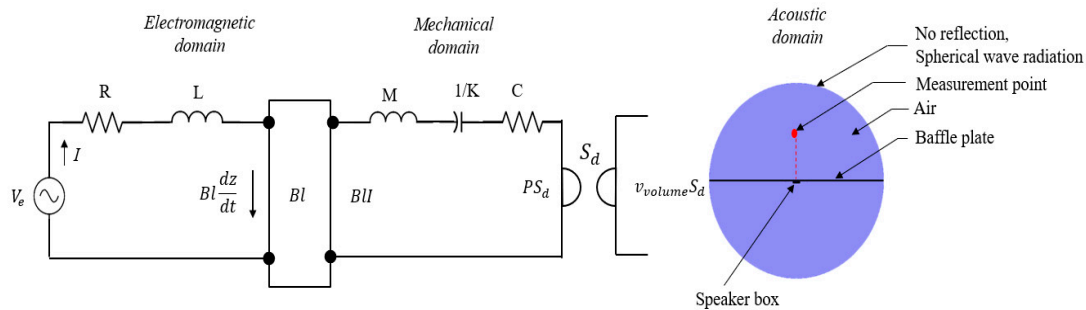 Electromagnetic
domain
Mechanical
domain
Acoustic
domain
No reflection,
Spherical wave radiation
Measurement point
Air
Baffle plate
R
L
M
1/K
C
I
V_e
Bl dz/dt
Bl
BlI
PS_d
S_d
v_volume S_d
Speaker box